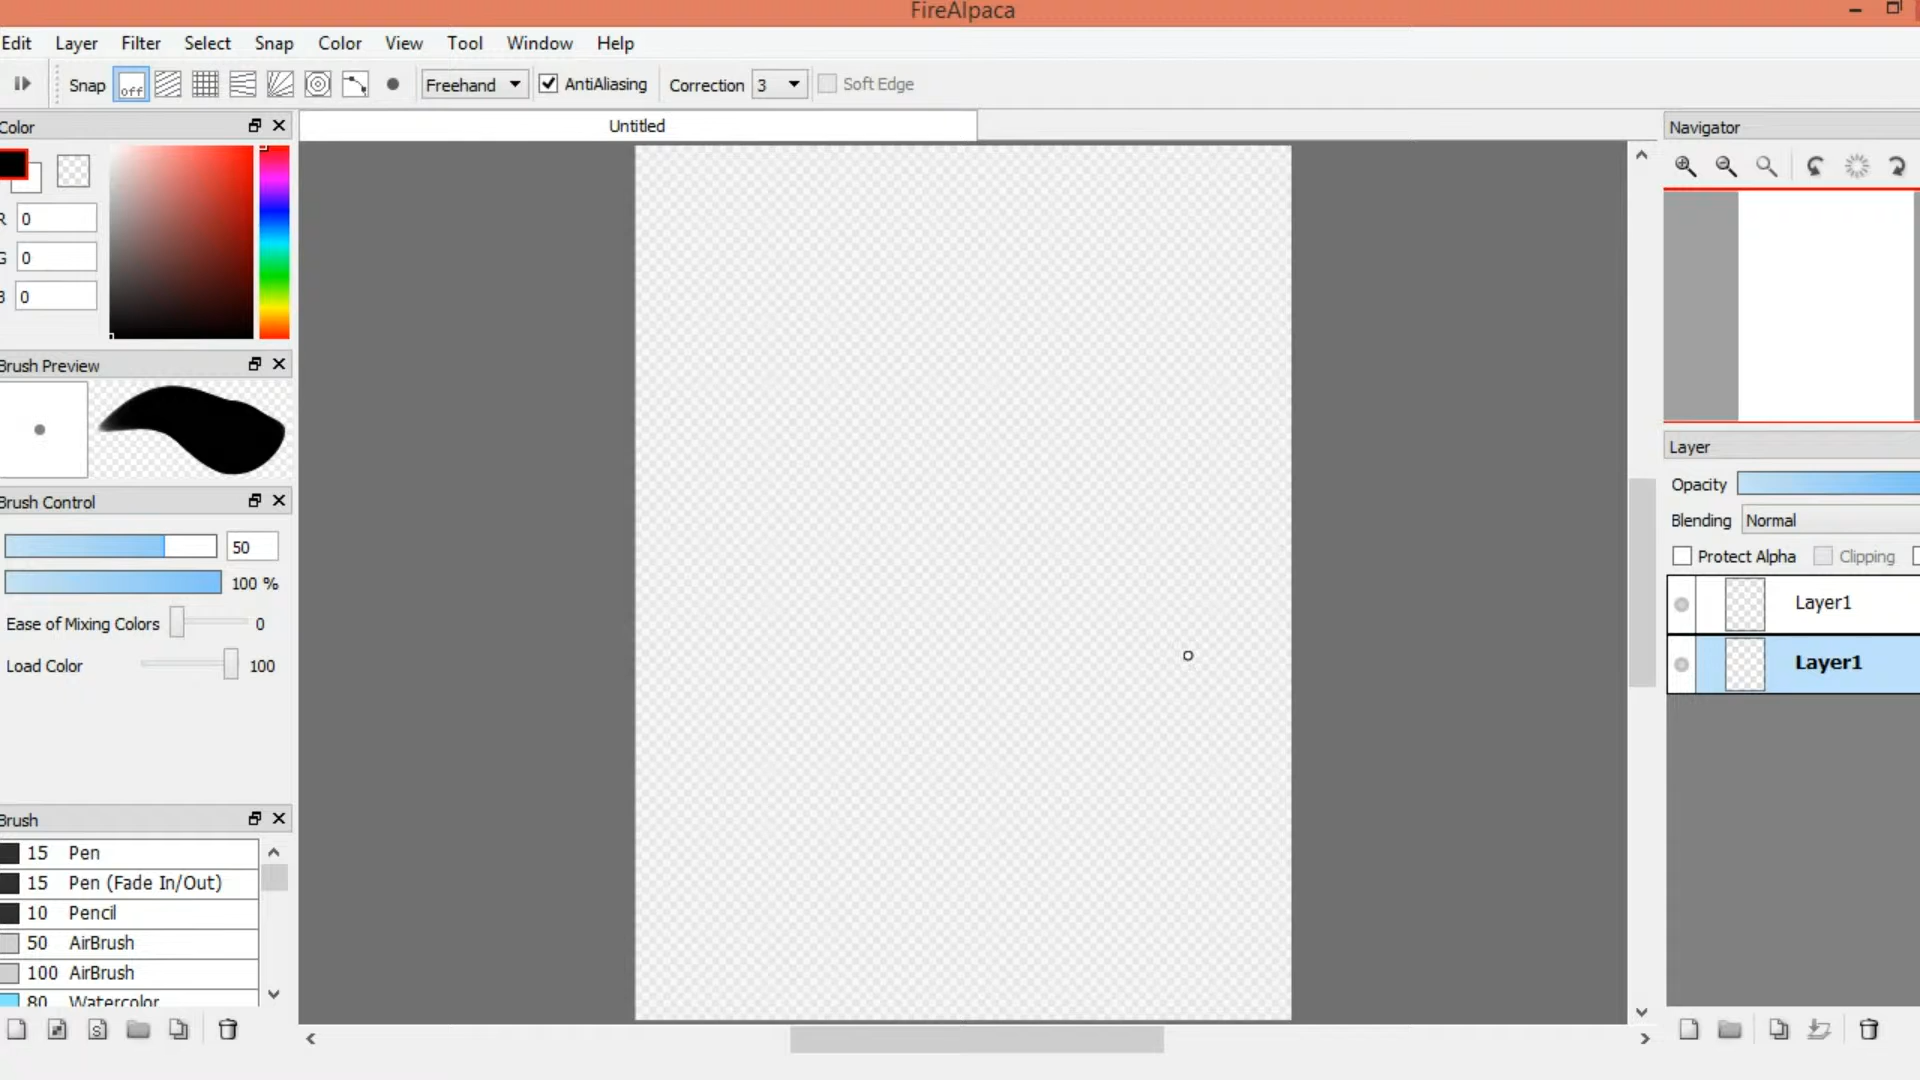 FireAlpaca
Edit Layer Filter Select Snap Color View Tool Window Help
Snap off Freehand AntiAliasing Correction 3 Soft Edge
Color
Untitled
Navigator
R 0
G 0
B 0
Brush Preview
Layer
Opacity
Blending Normal
Protect Alpha Clipping
Layer1
Layer1
Brush Control
50
100 %
Ease of Mixing Colors 0
Load Color 100
Brush
15 Pen
15 Pen (Fade In/Out)
10 Pencil
50 AirBrush
100 AirBrush
80 Watercolor
S